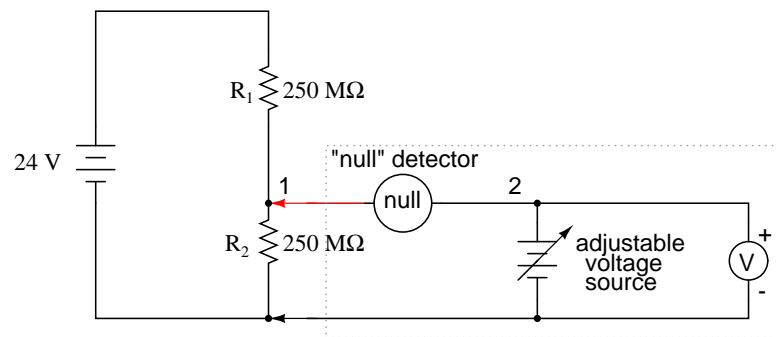 R1 250 MΩ
24 V
"null" detector
1
null
2
R2 250 MΩ
adjustable
voltage
source
+
V
-